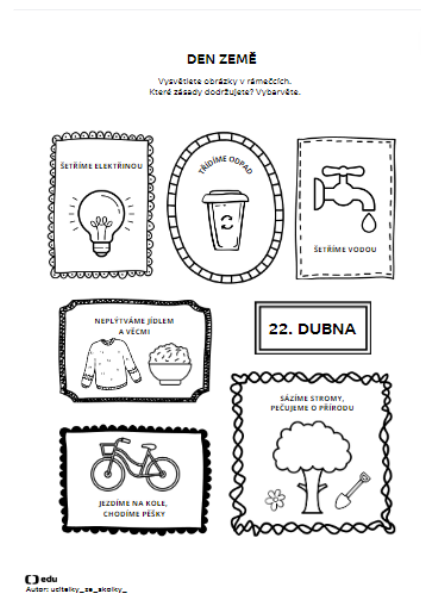 DEN ZEMĚ
Vysvětlete obrázky v rámečcích.
Které zásady dodržujete? Vybarvěte.
ŠETŘÍME ELEKTŘINOU
TŘÍDÍME ODPAD
ŠETŘÍME VODOU
NEPLÝTVÁME JÍDLEM
A VĚCMI
22. DUBNA
SÁZÍME STROMY,
PEČUJEME O PŘÍRODU
JEZDÍME NA KOLE,
CHODÍME PĚŠKY
edu
Autor: ucitelky_ze_skolky_